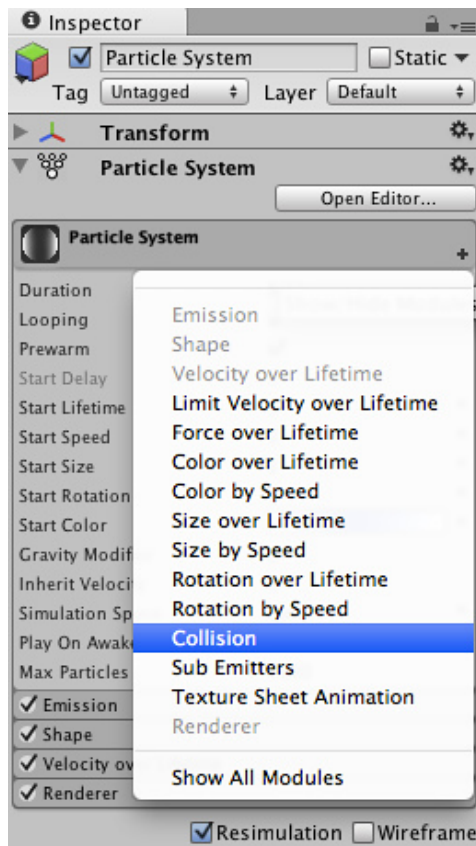 Inspector
Particle System Static
Tag Untagged Layer Default
Transform
Particle System
Open Editor...
Particle System
Duration
Looping
Prewarm
Start Delay
Start Lifetime
Start Speed
Start Size
Start Rotation
Start Color
Gravity Modif
Inherit Veloci
Simulation Sp
Play On Awake
Max Particles
Emission
Shape
Velocity over Lifetime
Limit Velocity over Lifetime
Force over Lifetime
Color over Lifetime
Color by Speed
Size over Lifetime
Size by Speed
Rotation over Lifetime
Rotation by Speed
Collision
Sub Emitters
Texture Sheet Animation
Renderer
Show All Modules
Emission
Shape
Velocity ov
Renderer
Resimulation Wireframe